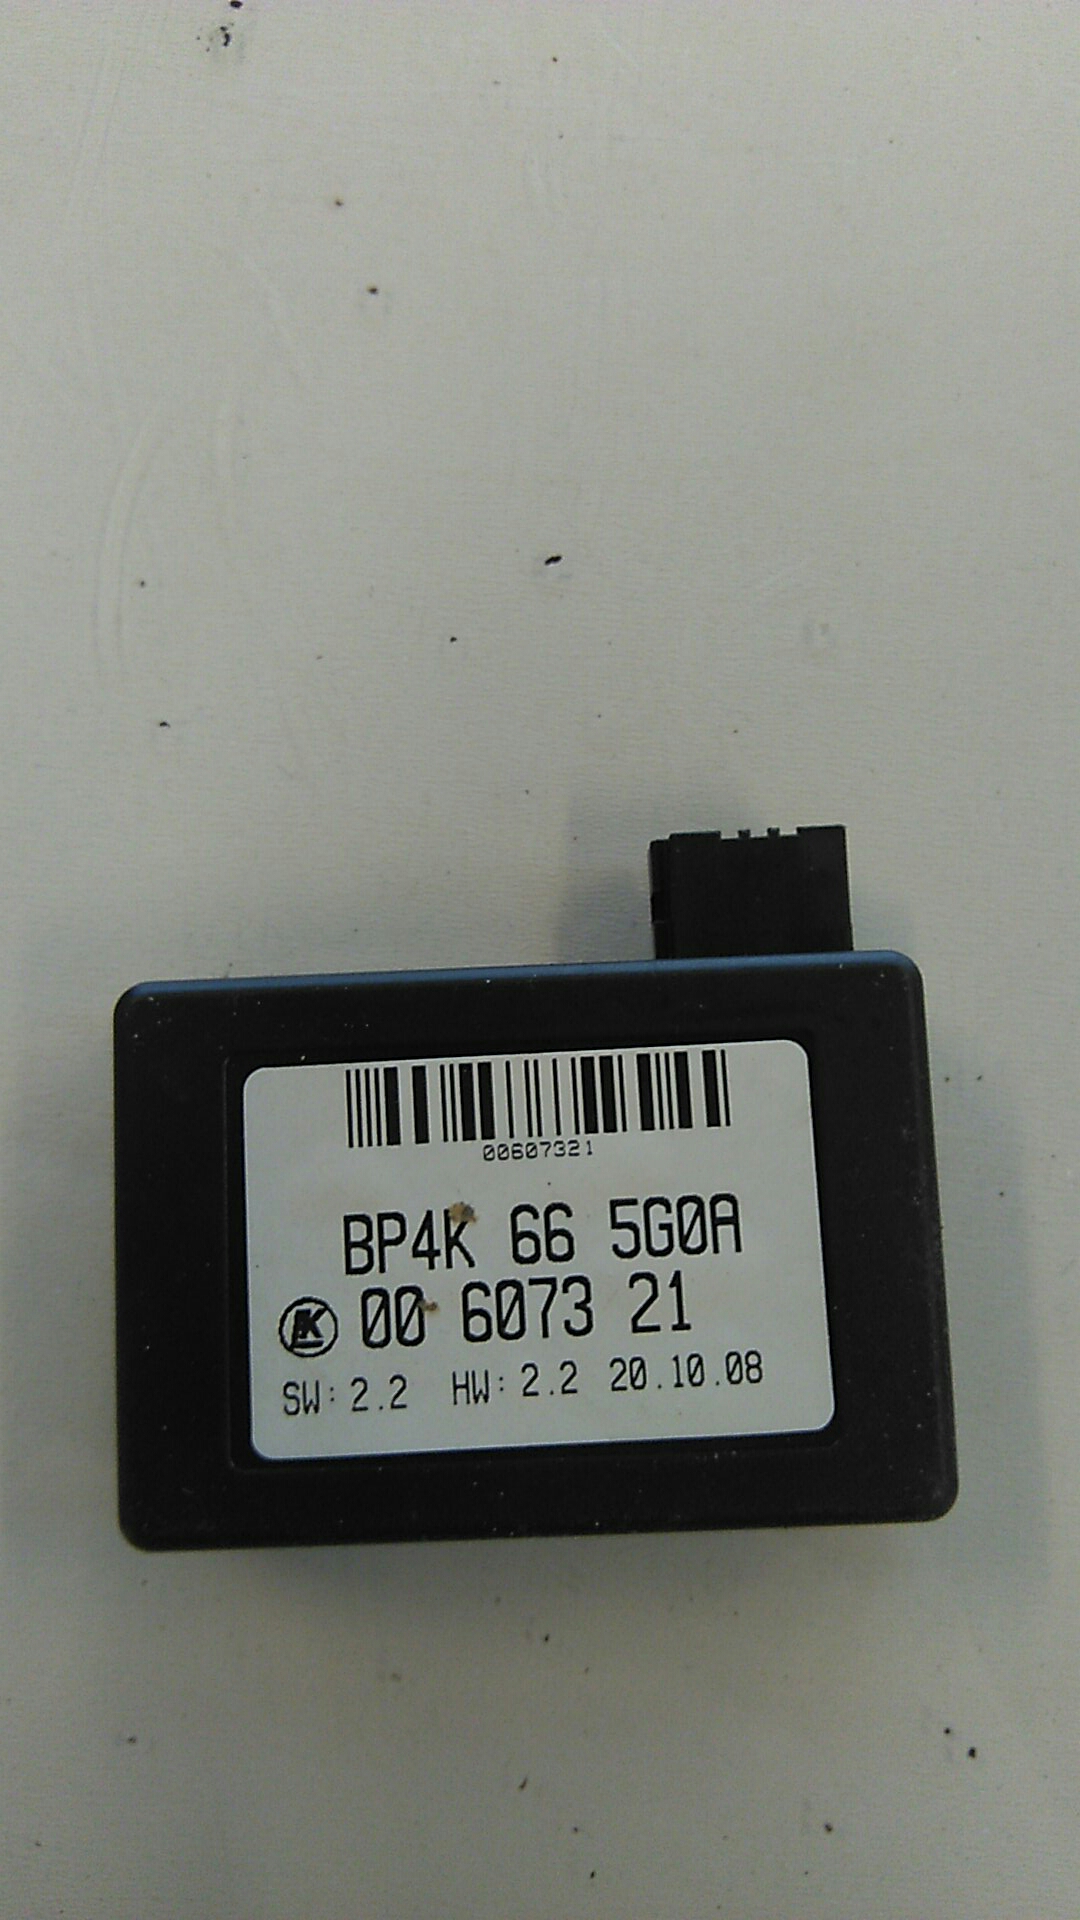 00607321
BP4K 66 5G0A
00 6073 21
SW: 2.2 HW: 2.2 20.10.08